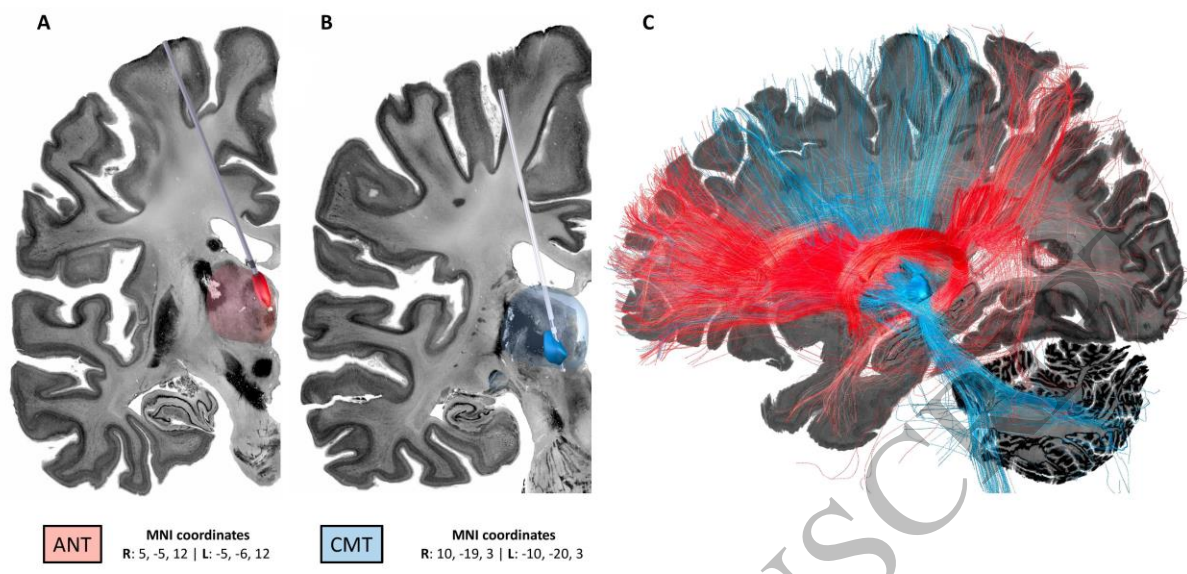 A
B
C
ANT
MNI coordinates
R: 5, -5, 12 | L: -5, -6, 12
CMT
MNI coordinates
R: 10, -19, 3 | L: -10, -20, 3